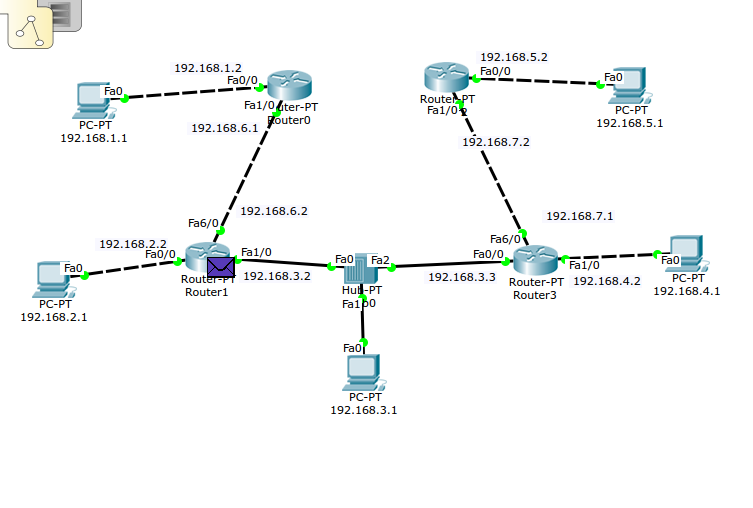 192.168.1.2
Fa0/0
Fa0
PC-PT
192.168.1.1
Fa1/0
uter-PT
Router0
192.168.6.1
192.168.5.2
Fa0/0
Fa0
PC-PT
192.168.5.1
Fa1/0
192.168.7.2
192.168.6.2
Fa6/0
192.168.2.2
Fa0/0
Fa1/0
Fa0
192.168.3.2
Router1
PC-PT
192.168.2.1
Fa0
Fa2
Hub-PT
Fa1
Fa0
PC-PT
192.168.3.1
192.168.7.1
Fa6/0
Fa0/0
192.168.3.3
Fa1/0
Router-PT
Router3
192.168.4.2
Fa0
PC-PT
192.168.4.1